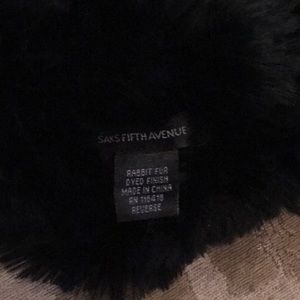 SAKS FIFTH AVENUE
RABBIT FUR
DYED FINISH
MADE IN CHINA
RN 116418
REVERSE